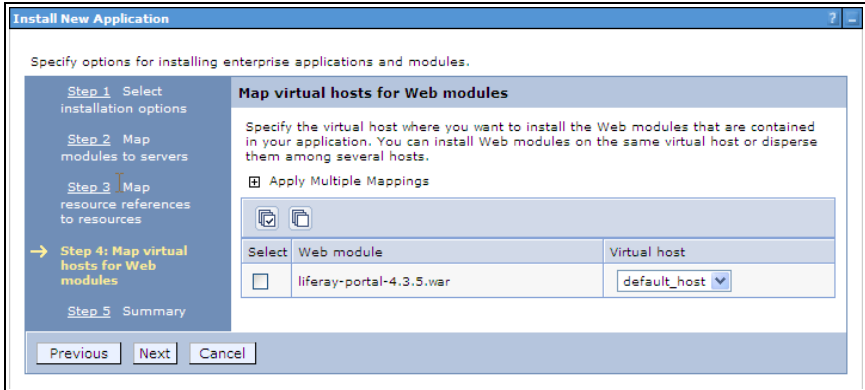 Install New Application
? –
Specify options for installing enterprise applications and modules.
Step 1 Select
installation options
Step 2 Map
modules to servers
Step 3 Map
resource references
to resources
Step 4: Map virtual
hosts for Web
modules
Step 5 Summary
Map virtual hosts for Web modules
Specify the virtual host where you want to install the Web modules that are contained
in your application. You can install Web modules on the same virtual host or disperse
them among several hosts.
Apply Multiple Mappings
Select Web module Virtual host
liferay-portal-4.3.5.war default_host
Previous Next Cancel